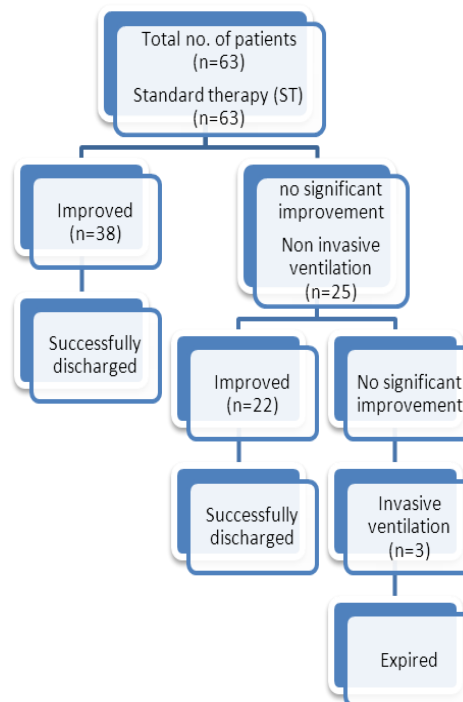 Total no. of patients
(n=63)
Standard therapy (ST)
(n=63)
Improved
(n=38)
no significant
improvement
Non invasive
ventilation
(n=25)
Successfully
discharged
Improved
(n=22)
No significant
improvement
Successfully
discharged
Invasive
ventilation
(n=3)
Expired